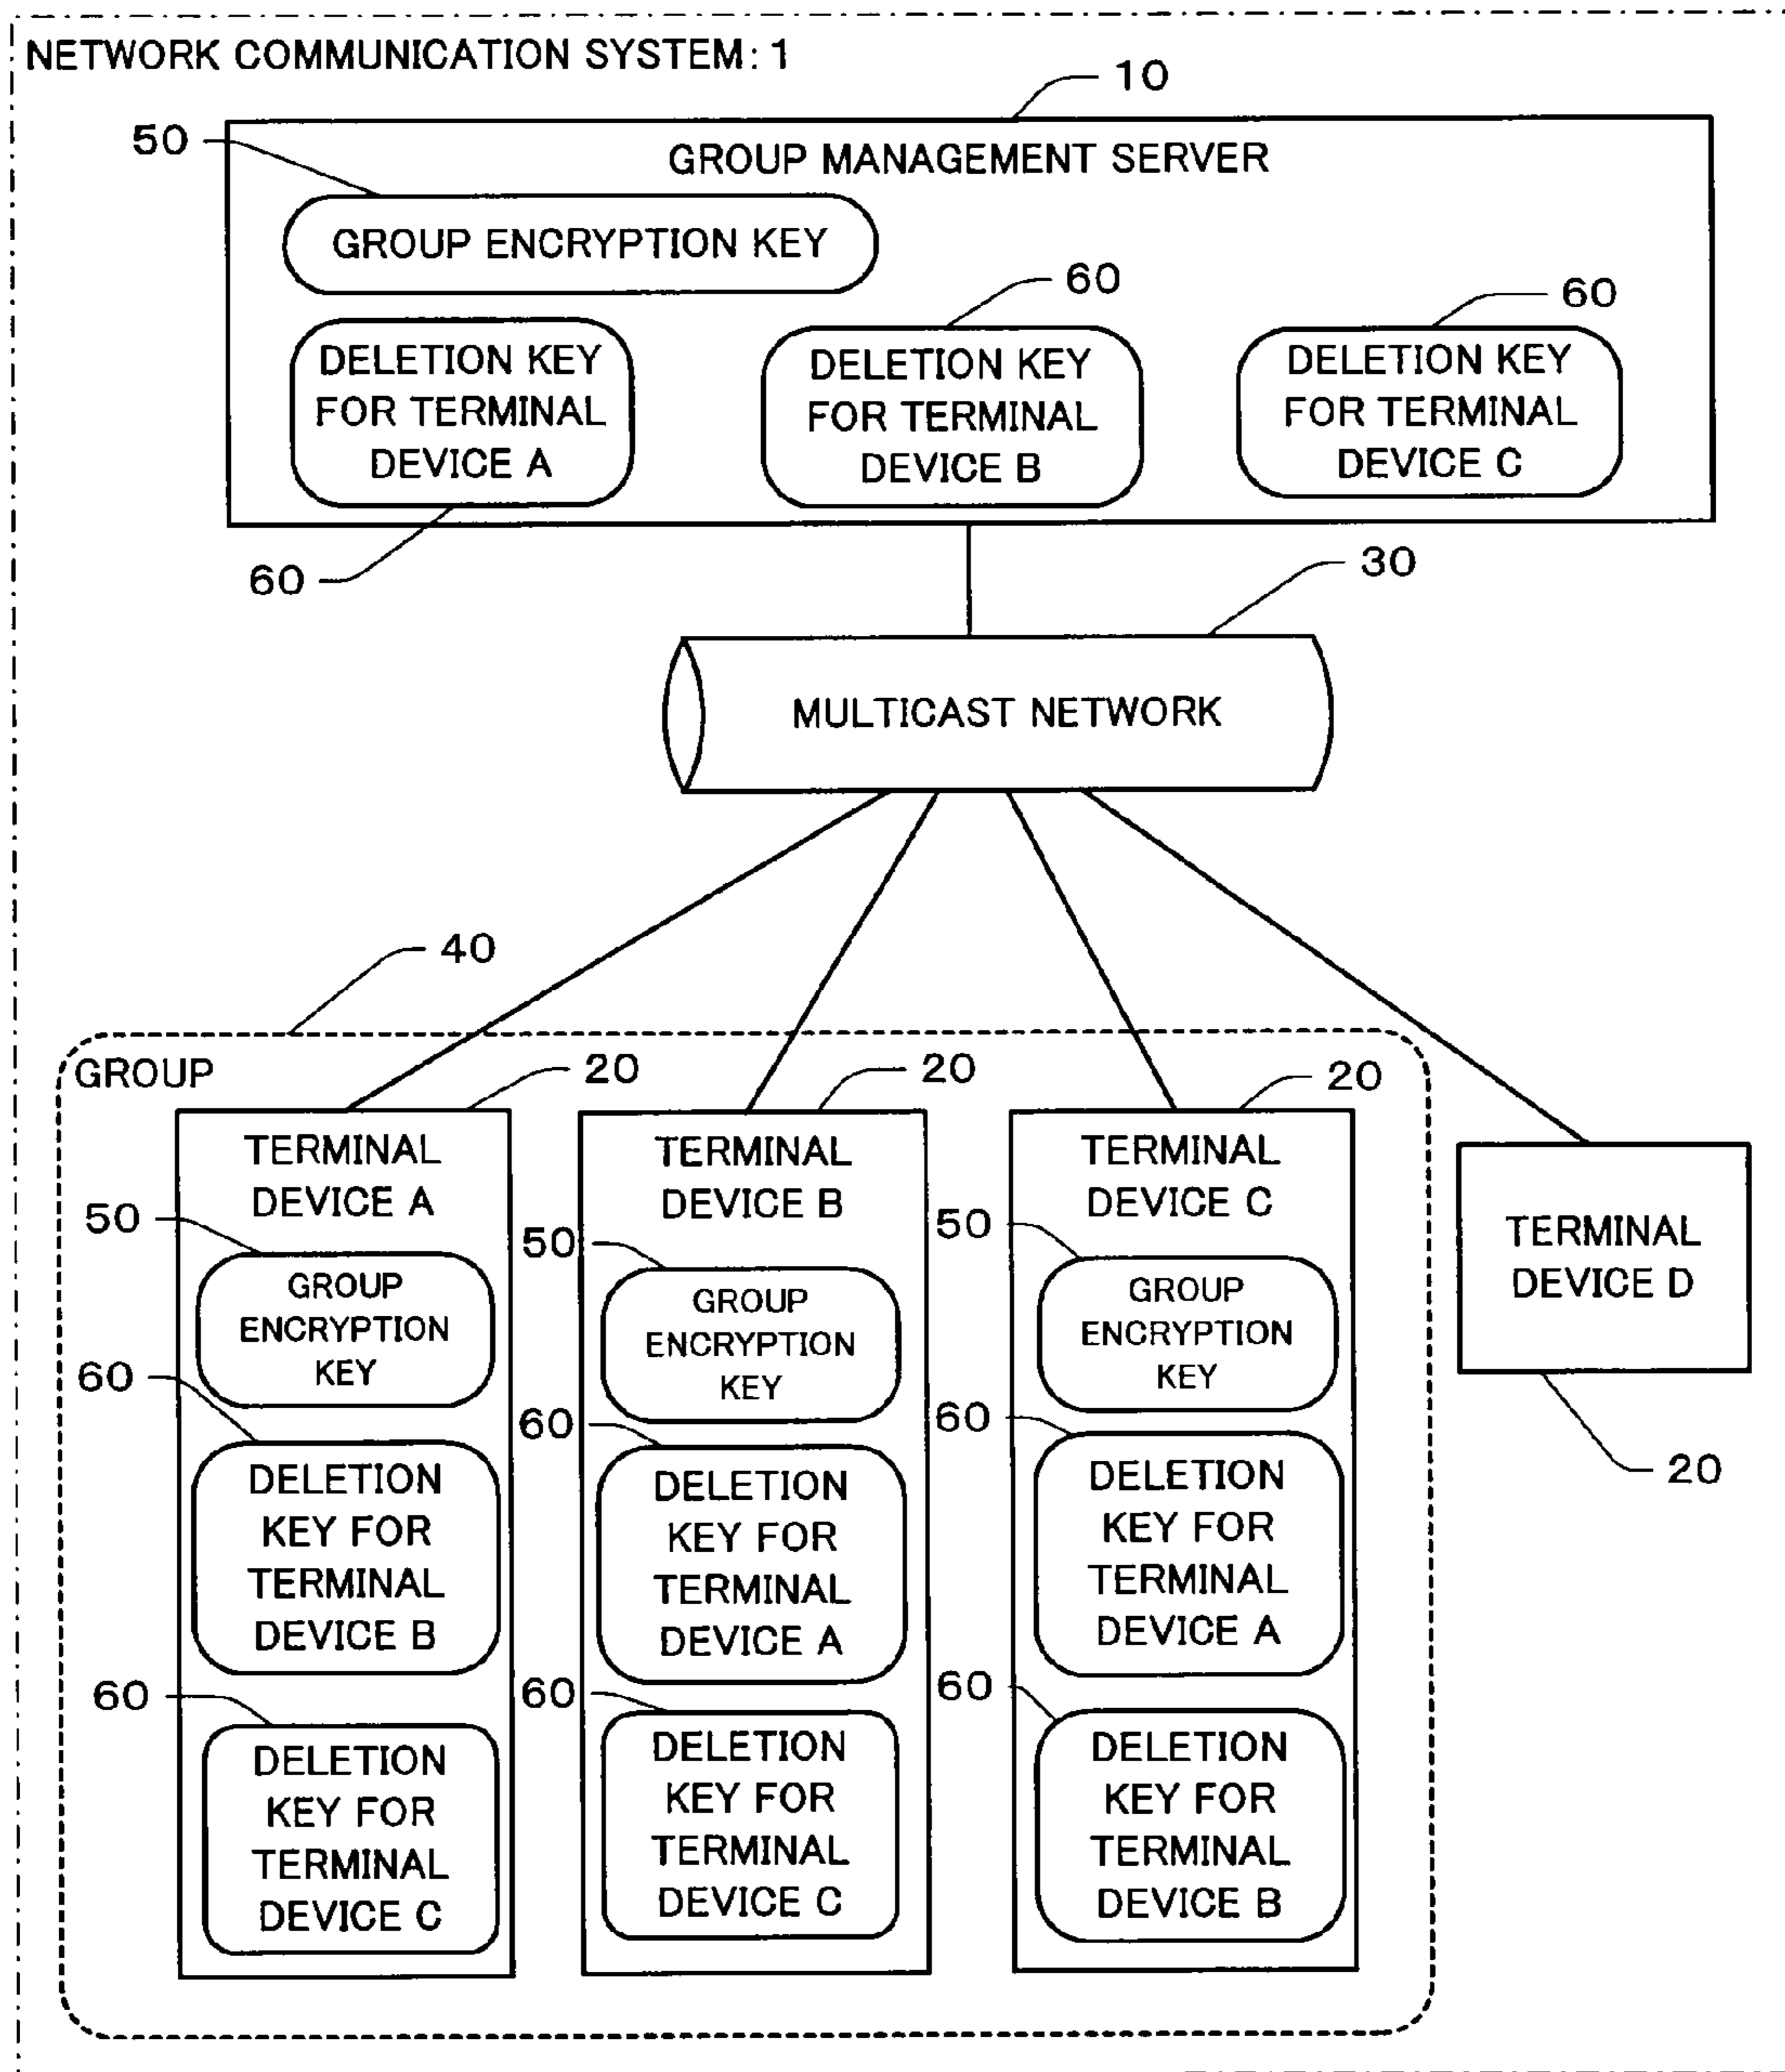 NETWORK COMMUNICATION SYSTEM: 1
10
50
GROUP MANAGEMENT SERVER
GROUP ENCRYPTION KEY
60
60
DELETION KEY
FOR TERMINAL
DEVICE A
DELETION KEY
FOR TERMINAL
DEVICE B
DELETION KEY
FOR TERMINAL
DEVICE C
60
30
MULTICAST NETWORK
40
GROUP
20
20
20
TERMINAL
DEVICE A
50
GROUP
ENCRYPTION
KEY
60
DELETION
KEY FOR
TERMINAL
DEVICE B
60
DELETION
KEY FOR
TERMINAL
DEVICE C
TERMINAL
DEVICE B
50
GROUP
ENCRYPTION
KEY
60
DELETION
KEY FOR
TERMINAL
DEVICE A
60
DELETION
KEY FOR
TERMINAL
DEVICE C
TERMINAL
DEVICE C
50
GROUP
ENCRYPTION
KEY
60
DELETION
KEY FOR
TERMINAL
DEVICE A
60
DELETION
KEY FOR
TERMINAL
DEVICE B
TERMINAL
DEVICE D
20